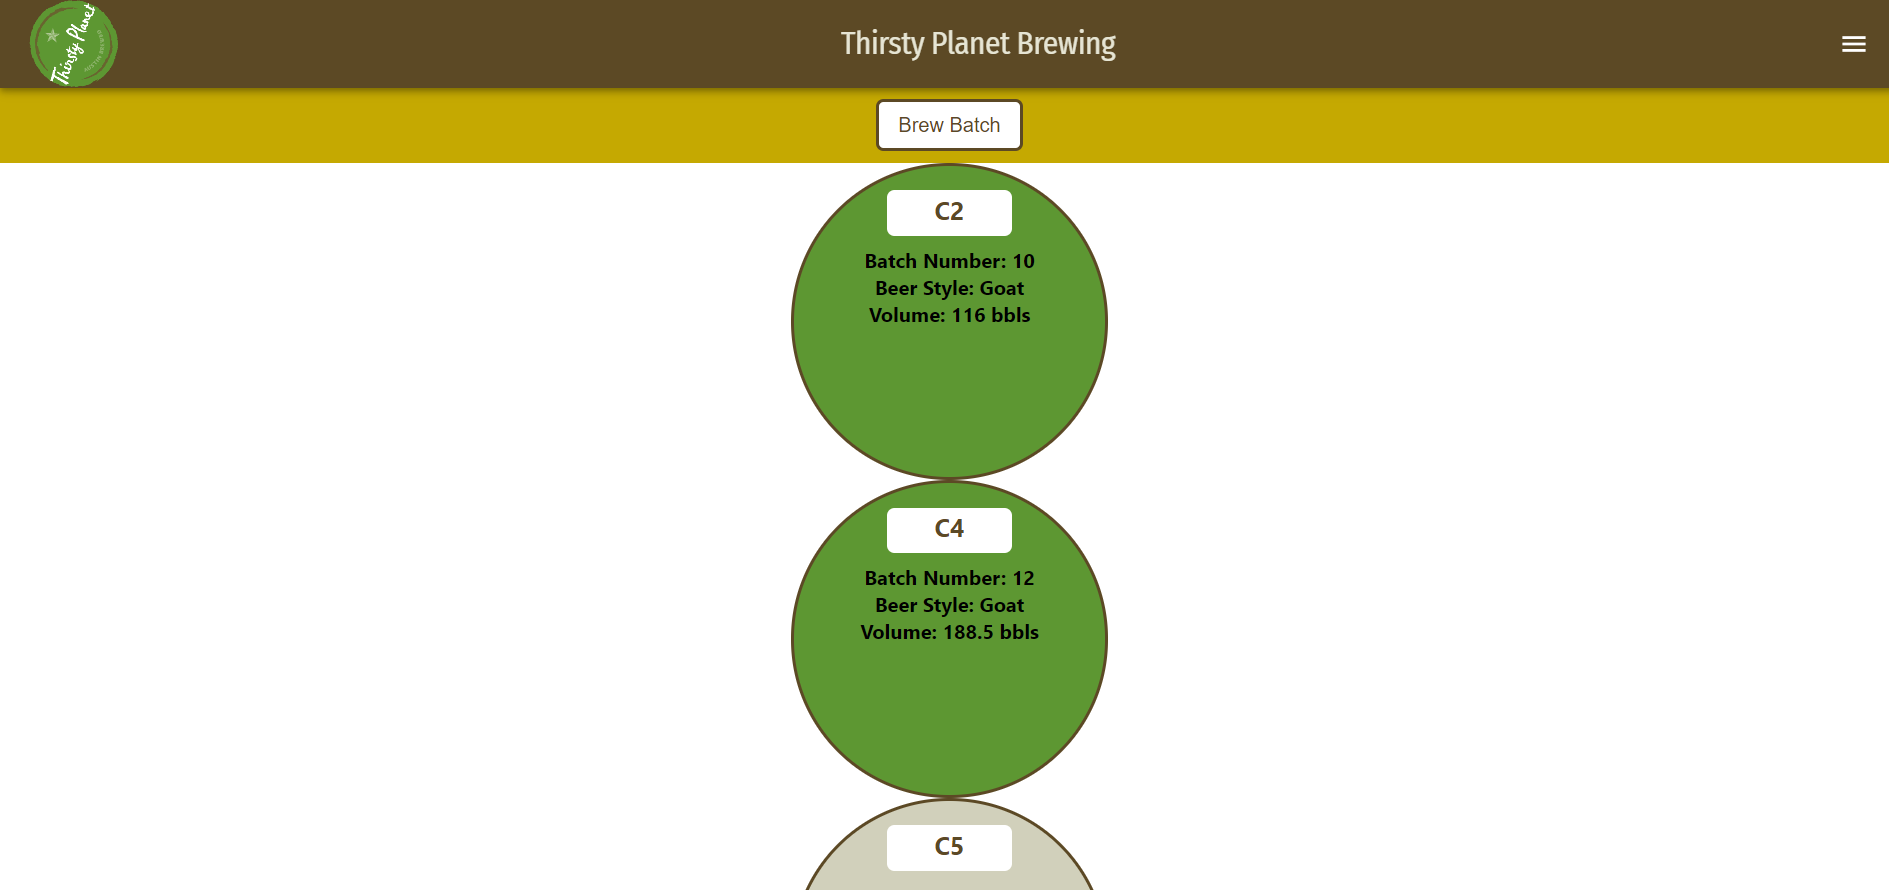 Thirsty Planet
Thirsty Planet Brewing
Brew Batch
C2
Batch Number: 10
Beer Style: Goat
Volume: 116 bbls
C4
Batch Number: 12
Beer Style: Goat
Volume: 188.5 bbls
C5